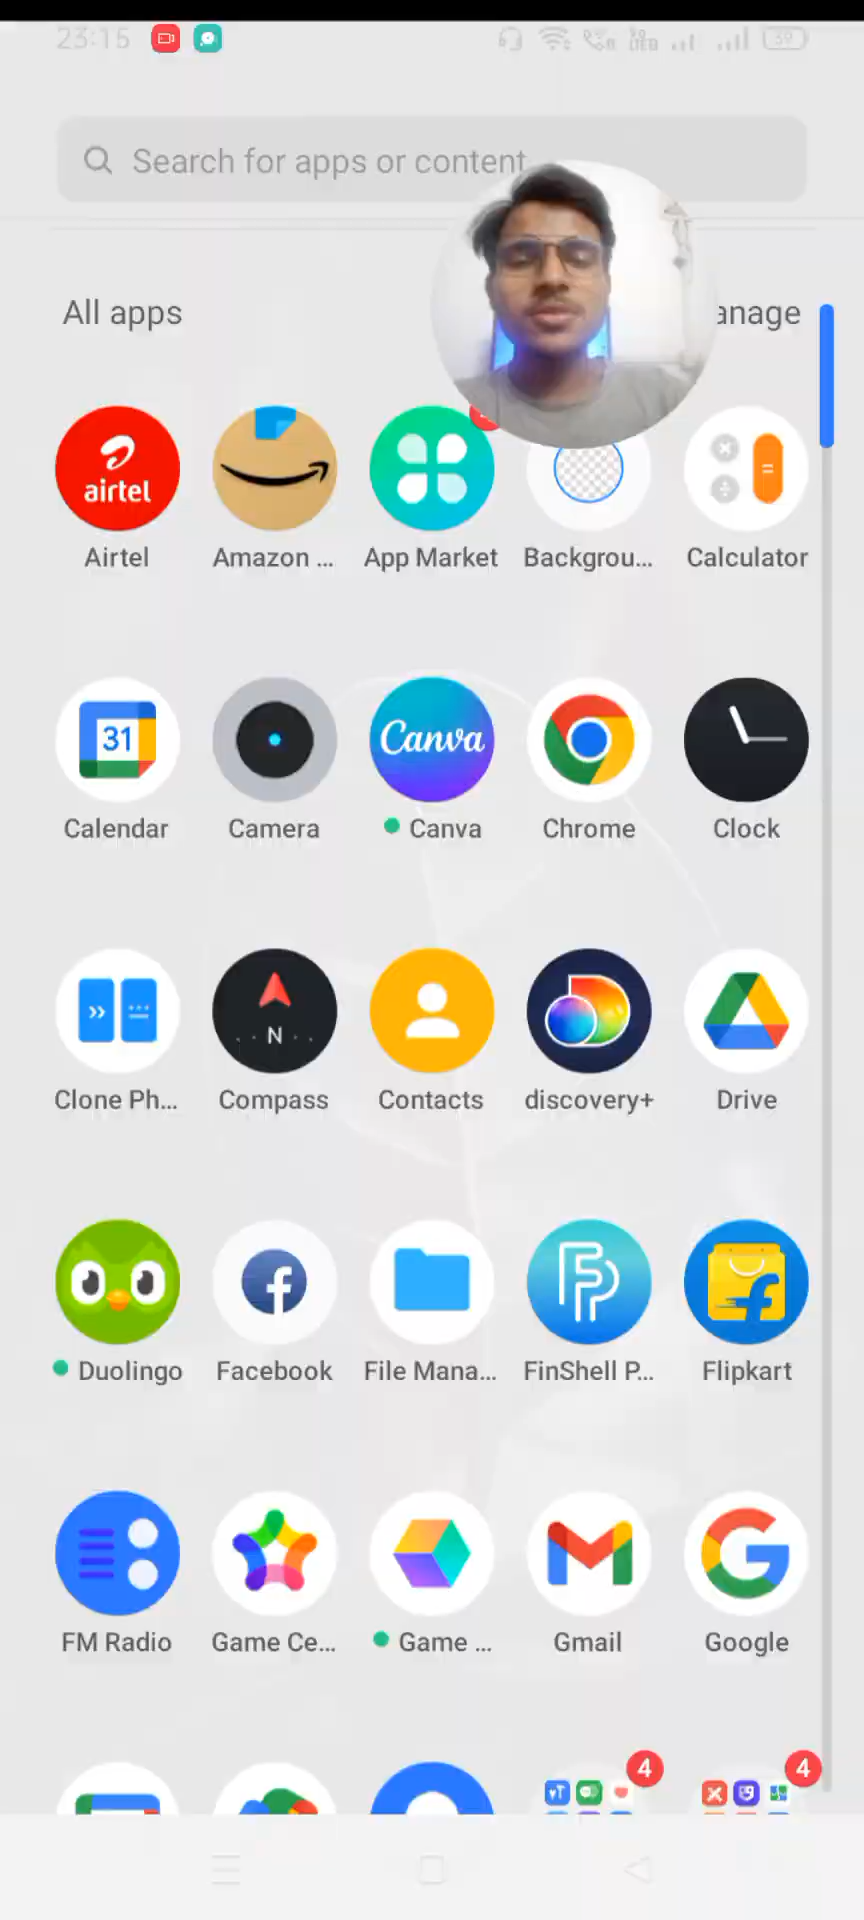 23:15
39
Search for apps or content
All apps
anage
airtel
Airtel
Amazon ...
App Market
Backgrou...
Calculator
31
Canva
Calendar
Camera
Canva
Chrome
Clock
N
Clone Ph...
Compass
Contacts
discovery+
Drive
Duolingo
Facebook
File Mana...
FinShell P...
Flipkart
FM Radio
Game Ce...
Game ...
Gmail
Google
4
4